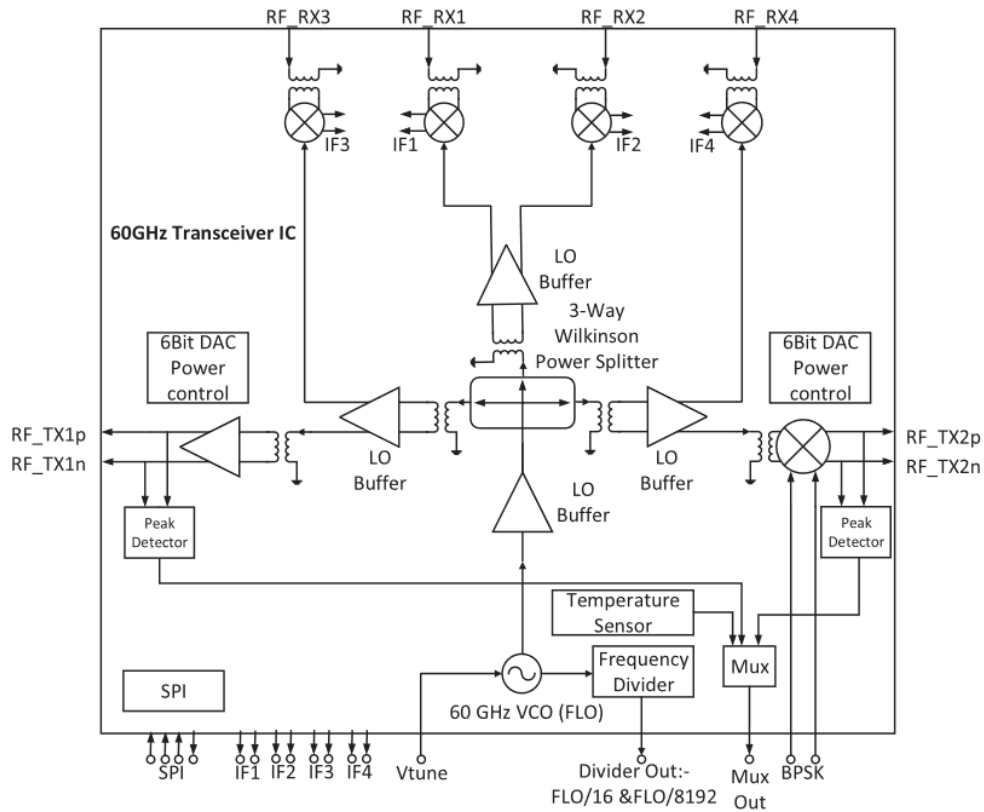 RF_RX3
RF_RX1
RF_RX2
RF_RX4
IF3
IF1
IF2
IF4
60GHz Transceiver IC
LO
Buffer
3-Way
Wilkinson
Power Splitter
6Bit DAC
Power
control
6Bit DAC
Power
control
RF_TX1p
RF_TX1n
RF_TX2p
RF_TX2n
LO
Buffer
LO
Buffer
LO
Buffer
Peak
Detector
Peak
Detector
Temperature
Sensor
Mux
Frequency
Divider
SPI
60 GHz VCO (FLO)
SPI
IF1
IF2
IF3
IF4
Vtune
Divider Out:-
FLO/16 &FLO/8192
Mux
Out
BPSK